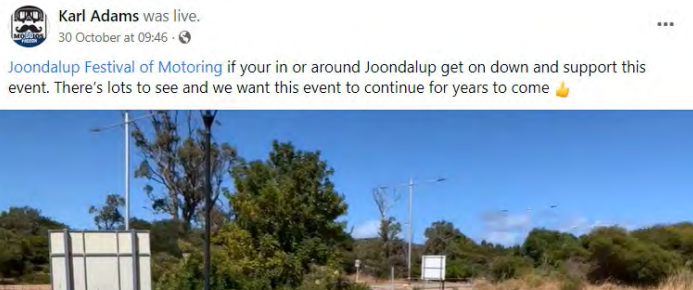 Karl Adams was live.
30 October at 09:46 ·
Joondalup Festival of Motoring if your in or around Joondalup get on down and support this
event. There's lots to see and we want this event to continue for years to come 👍